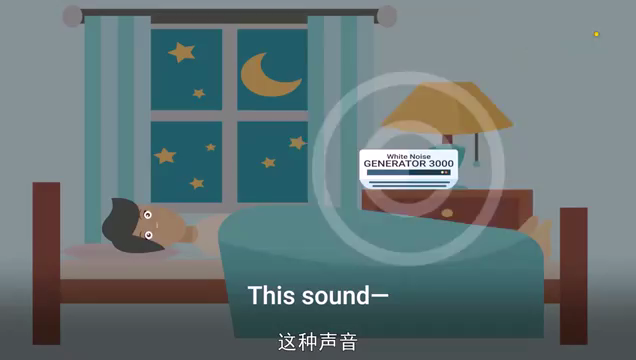 White Noise
GENERATOR 3000
This sound—
这种声音